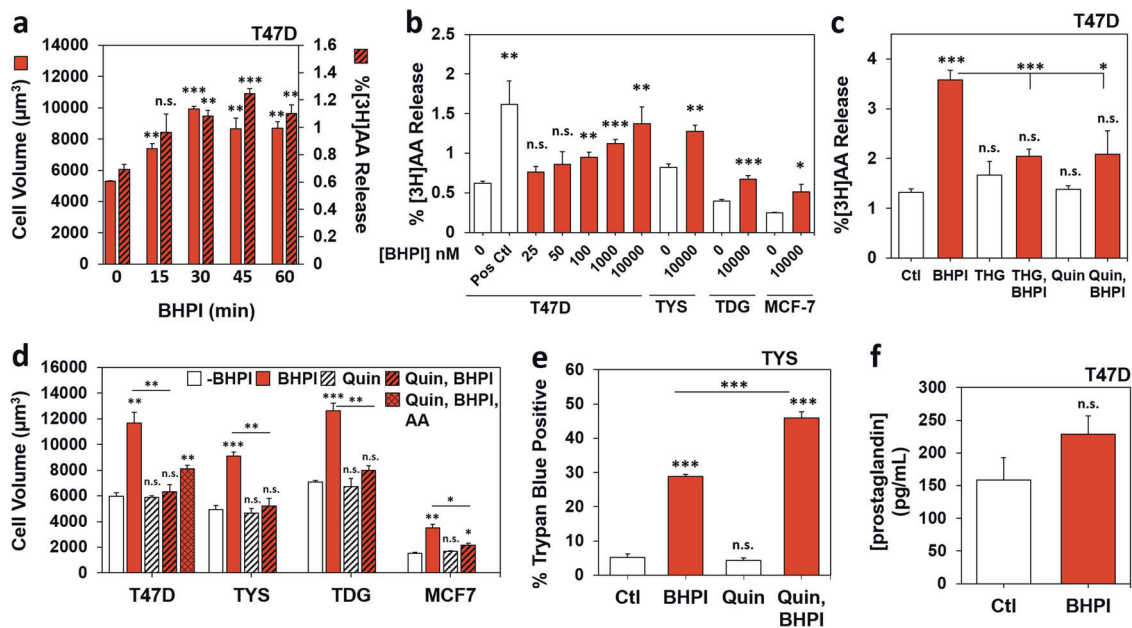 a
T47D
Cell Volume (µm³)
14000
12000
10000
8000
6000
4000
2000
0
1.6
1.4
1.2
1
0.8
0.6
0.4
0.2
0
%[3H]AA Release
n.s.
**
***
**
**
***
**
**
0 15 30 45 60
BHPI (min)
b
% [3H]AA Release
2.5
2
1.5
1
0.5
0
**
n.s.
n.s.
**
***
**
**
***
*
[BHPI] nM
0 Pos Ctl 25 50 100 1000 10000 0 10000 0 10000 0 10000
T47D TYS TDG MCF-7
c
T47D
%[3H]AA Release
4
3
2
1
0
*** *** *
n.s. n.s. n.s. n.s.
Ctl BHPI THG THG, BHPI Quin Quin, BHPI
d
Cell Volume (µm³)
16000
14000
12000
10000
8000
6000
4000
2000
0
-BHPI BHPI Quin Quin, BHPI
Quin, BHPI,
AA
** ** n.s. n.s. **
*** ** n.s. n.s.
*** ** n.s. n.s.
** * n.s. *
T47D TYS TDG MCF7
e
TYS
% Trypan Blue Positive
60
50
40
30
20
10
0
***
***
***
n.s.
Ctl BHPI Quin Quin,
BHPI
f
T47D
[prostaglandin]
(pg/mL)
300
250
200
150
100
50
0
n.s.
Ctl BHPI